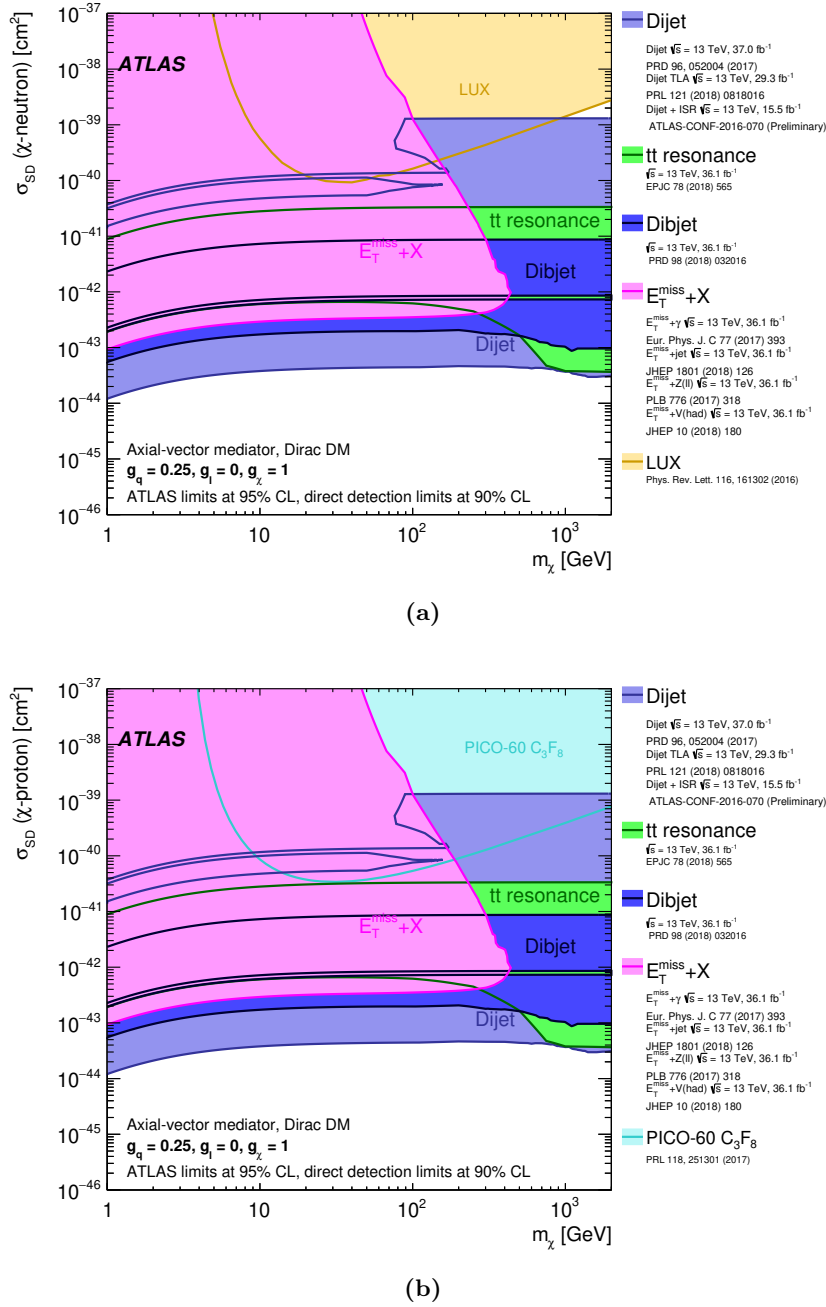 σSD (χ-neutron) [cm²]
10⁻³⁷
10⁻³⁸
10⁻³⁹
10⁻⁴⁰
10⁻⁴¹
10⁻⁴²
10⁻⁴³
10⁻⁴⁴
10⁻⁴⁵
10⁻⁴⁶
ATLAS
LUX
tt resonance
E_T^miss+X
Dibjet
Dijet
Axial-vector mediator, Dirac DM
g_q = 0.25, g_l = 0, g_χ = 1
ATLAS limits at 95% CL, direct detection limits at 90% CL
1 10 10² 10³
m_χ [GeV]
Dijet
Dijet √s = 13 TeV, 37.0 fb⁻¹
PRD 96, 052004 (2017)
Dijet TLA √s = 13 TeV, 29.3 fb⁻¹
PRL 121 (2018) 0818016
Dijet + ISR √s = 13 TeV, 15.5 fb⁻¹
ATLAS-CONF-2016-070 (Preliminary)
tt resonance
√s = 13 TeV, 36.1 fb⁻¹
EPJC 78 (2018) 565
Dibjet
√s = 13 TeV, 36.1 fb⁻¹
PRD 98 (2018) 032016
E_T^miss+X
E_T^miss+γ √s = 13 TeV, 36.1 fb⁻¹
Eur. Phys. J. C 77 (2017) 393
E_T^miss+jet √s = 13 TeV, 36.1 fb⁻¹
JHEP 1801 (2018) 126
E_T^miss+Z(ll) √s = 13 TeV, 36.1 fb⁻¹
PLB 776 (2017) 318
E_T^miss+V(had) √s = 13 TeV, 36.1 fb⁻¹
JHEP 10 (2018) 180
LUX
Phys. Rev. Lett. 116, 161302 (2016)
(a)
σSD (χ-proton) [cm²]
10⁻³⁷
10⁻³⁸
10⁻³⁹
10⁻⁴⁰
10⁻⁴¹
10⁻⁴²
10⁻⁴³
10⁻⁴⁴
10⁻⁴⁵
10⁻⁴⁶
ATLAS
PICO-60 C₃F₈
tt resonance
E_T^miss+X
Dibjet
Dijet
Axial-vector mediator, Dirac DM
g_q = 0.25, g_l = 0, g_χ = 1
ATLAS limits at 95% CL, direct detection limits at 90% CL
1 10 10² 10³
m_χ [GeV]
Dijet
Dijet √s = 13 TeV, 37.0 fb⁻¹
PRD 96, 052004 (2017)
Dijet TLA √s = 13 TeV, 29.3 fb⁻¹
PRL 121 (2018) 0818016
Dijet + ISR √s = 13 TeV, 15.5 fb⁻¹
ATLAS-CONF-2016-070 (Preliminary)
tt resonance
√s = 13 TeV, 36.1 fb⁻¹
EPJC 78 (2018) 565
Dibjet
√s = 13 TeV, 36.1 fb⁻¹
PRD 98 (2018) 032016
E_T^miss+X
E_T^miss+γ √s = 13 TeV, 36.1 fb⁻¹
Eur. Phys. J. C 77 (2017) 393
E_T^miss+jet √s = 13 TeV, 36.1 fb⁻¹
JHEP 1801 (2018) 126
E_T^miss+Z(ll) √s = 13 TeV, 36.1 fb⁻¹
PLB 776 (2017) 318
E_T^miss+V(had) √s = 13 TeV, 36.1 fb⁻¹
JHEP 10 (2018) 180
PICO-60 C₃F₈
PRL 118, 251301 (2017)
(b)